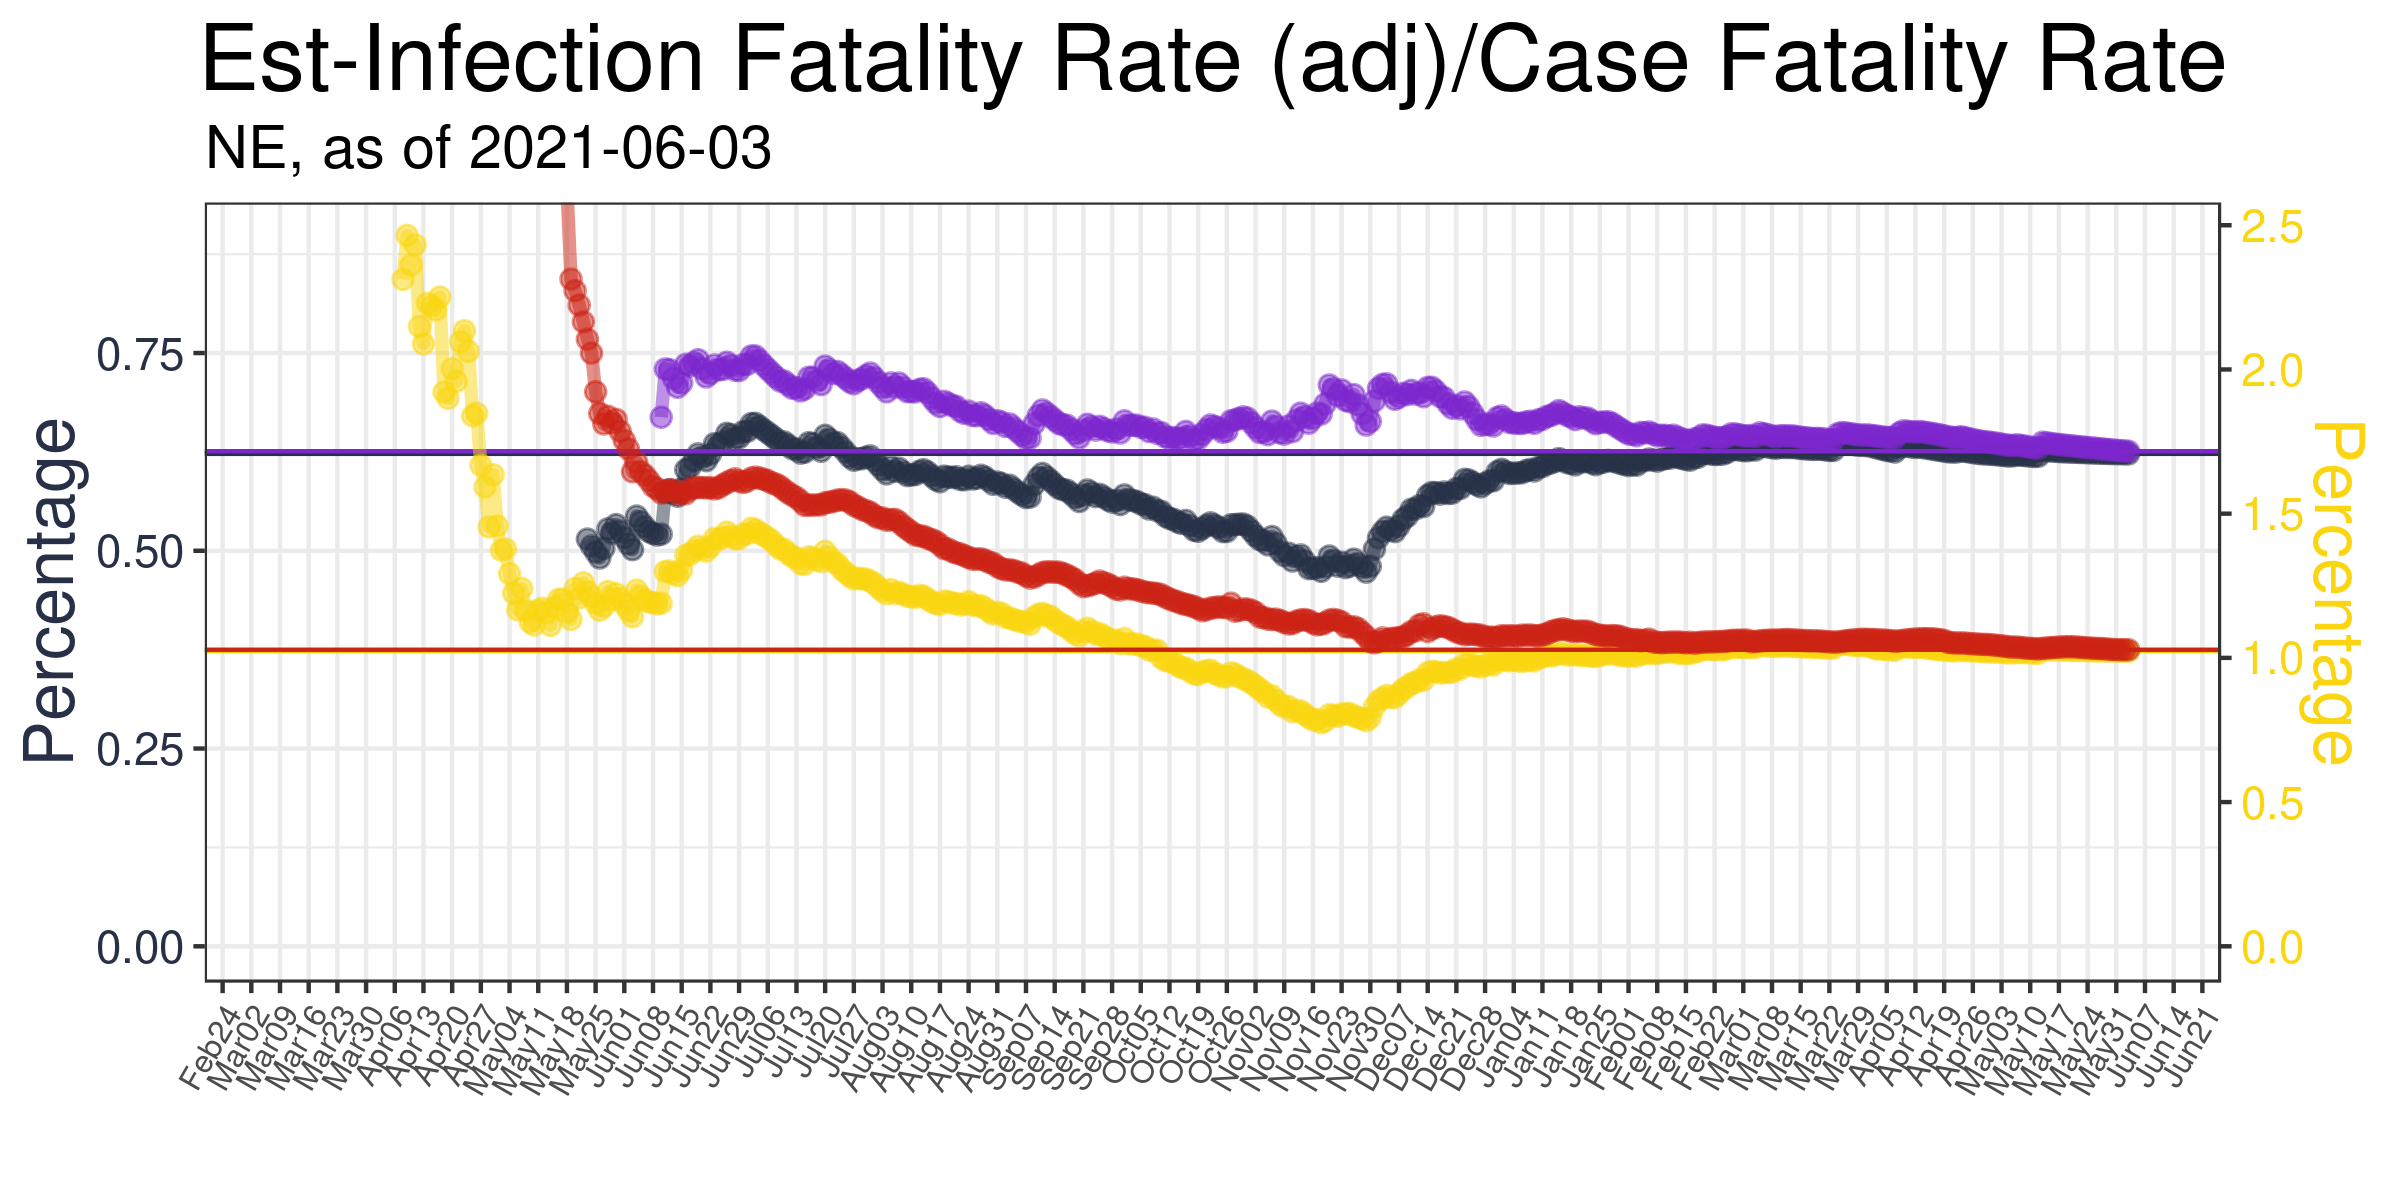 Est-Infection Fatality Rate (adj)/Case Fatality Rate
NE, as of 2021-06-03
Percentage
0.75
0.50
0.25
0.00
2.5
2.0
1.5
1.0
0.5
0.0
Percentage
Feb24
Mar02
Mar09
Mar16
Mar23
Mar30
Apr06
Apr13
Apr20
Apr27
May04
May11
May18
May25
Jun01
Jun08
Jun15
Jun22
Jun29
Jul06
Jul13
Jul20
Jul27
Aug03
Aug10
Aug17
Aug24
Aug31
Sep07
Sep14
Sep21
Sep28
Oct05
Oct12
Oct19
Oct26
Nov02
Nov09
Nov16
Nov23
Nov30
Dec07
Dec14
Dec21
Dec28
Jan04
Jan11
Jan18
Jan25
Feb01
Feb08
Feb15
Feb22
Mar01
Mar08
Mar15
Mar22
Mar29
Apr05
Apr12
Apr19
Apr26
May03
May10
May17
May24
May31
Jun07
Jun14
Jun21